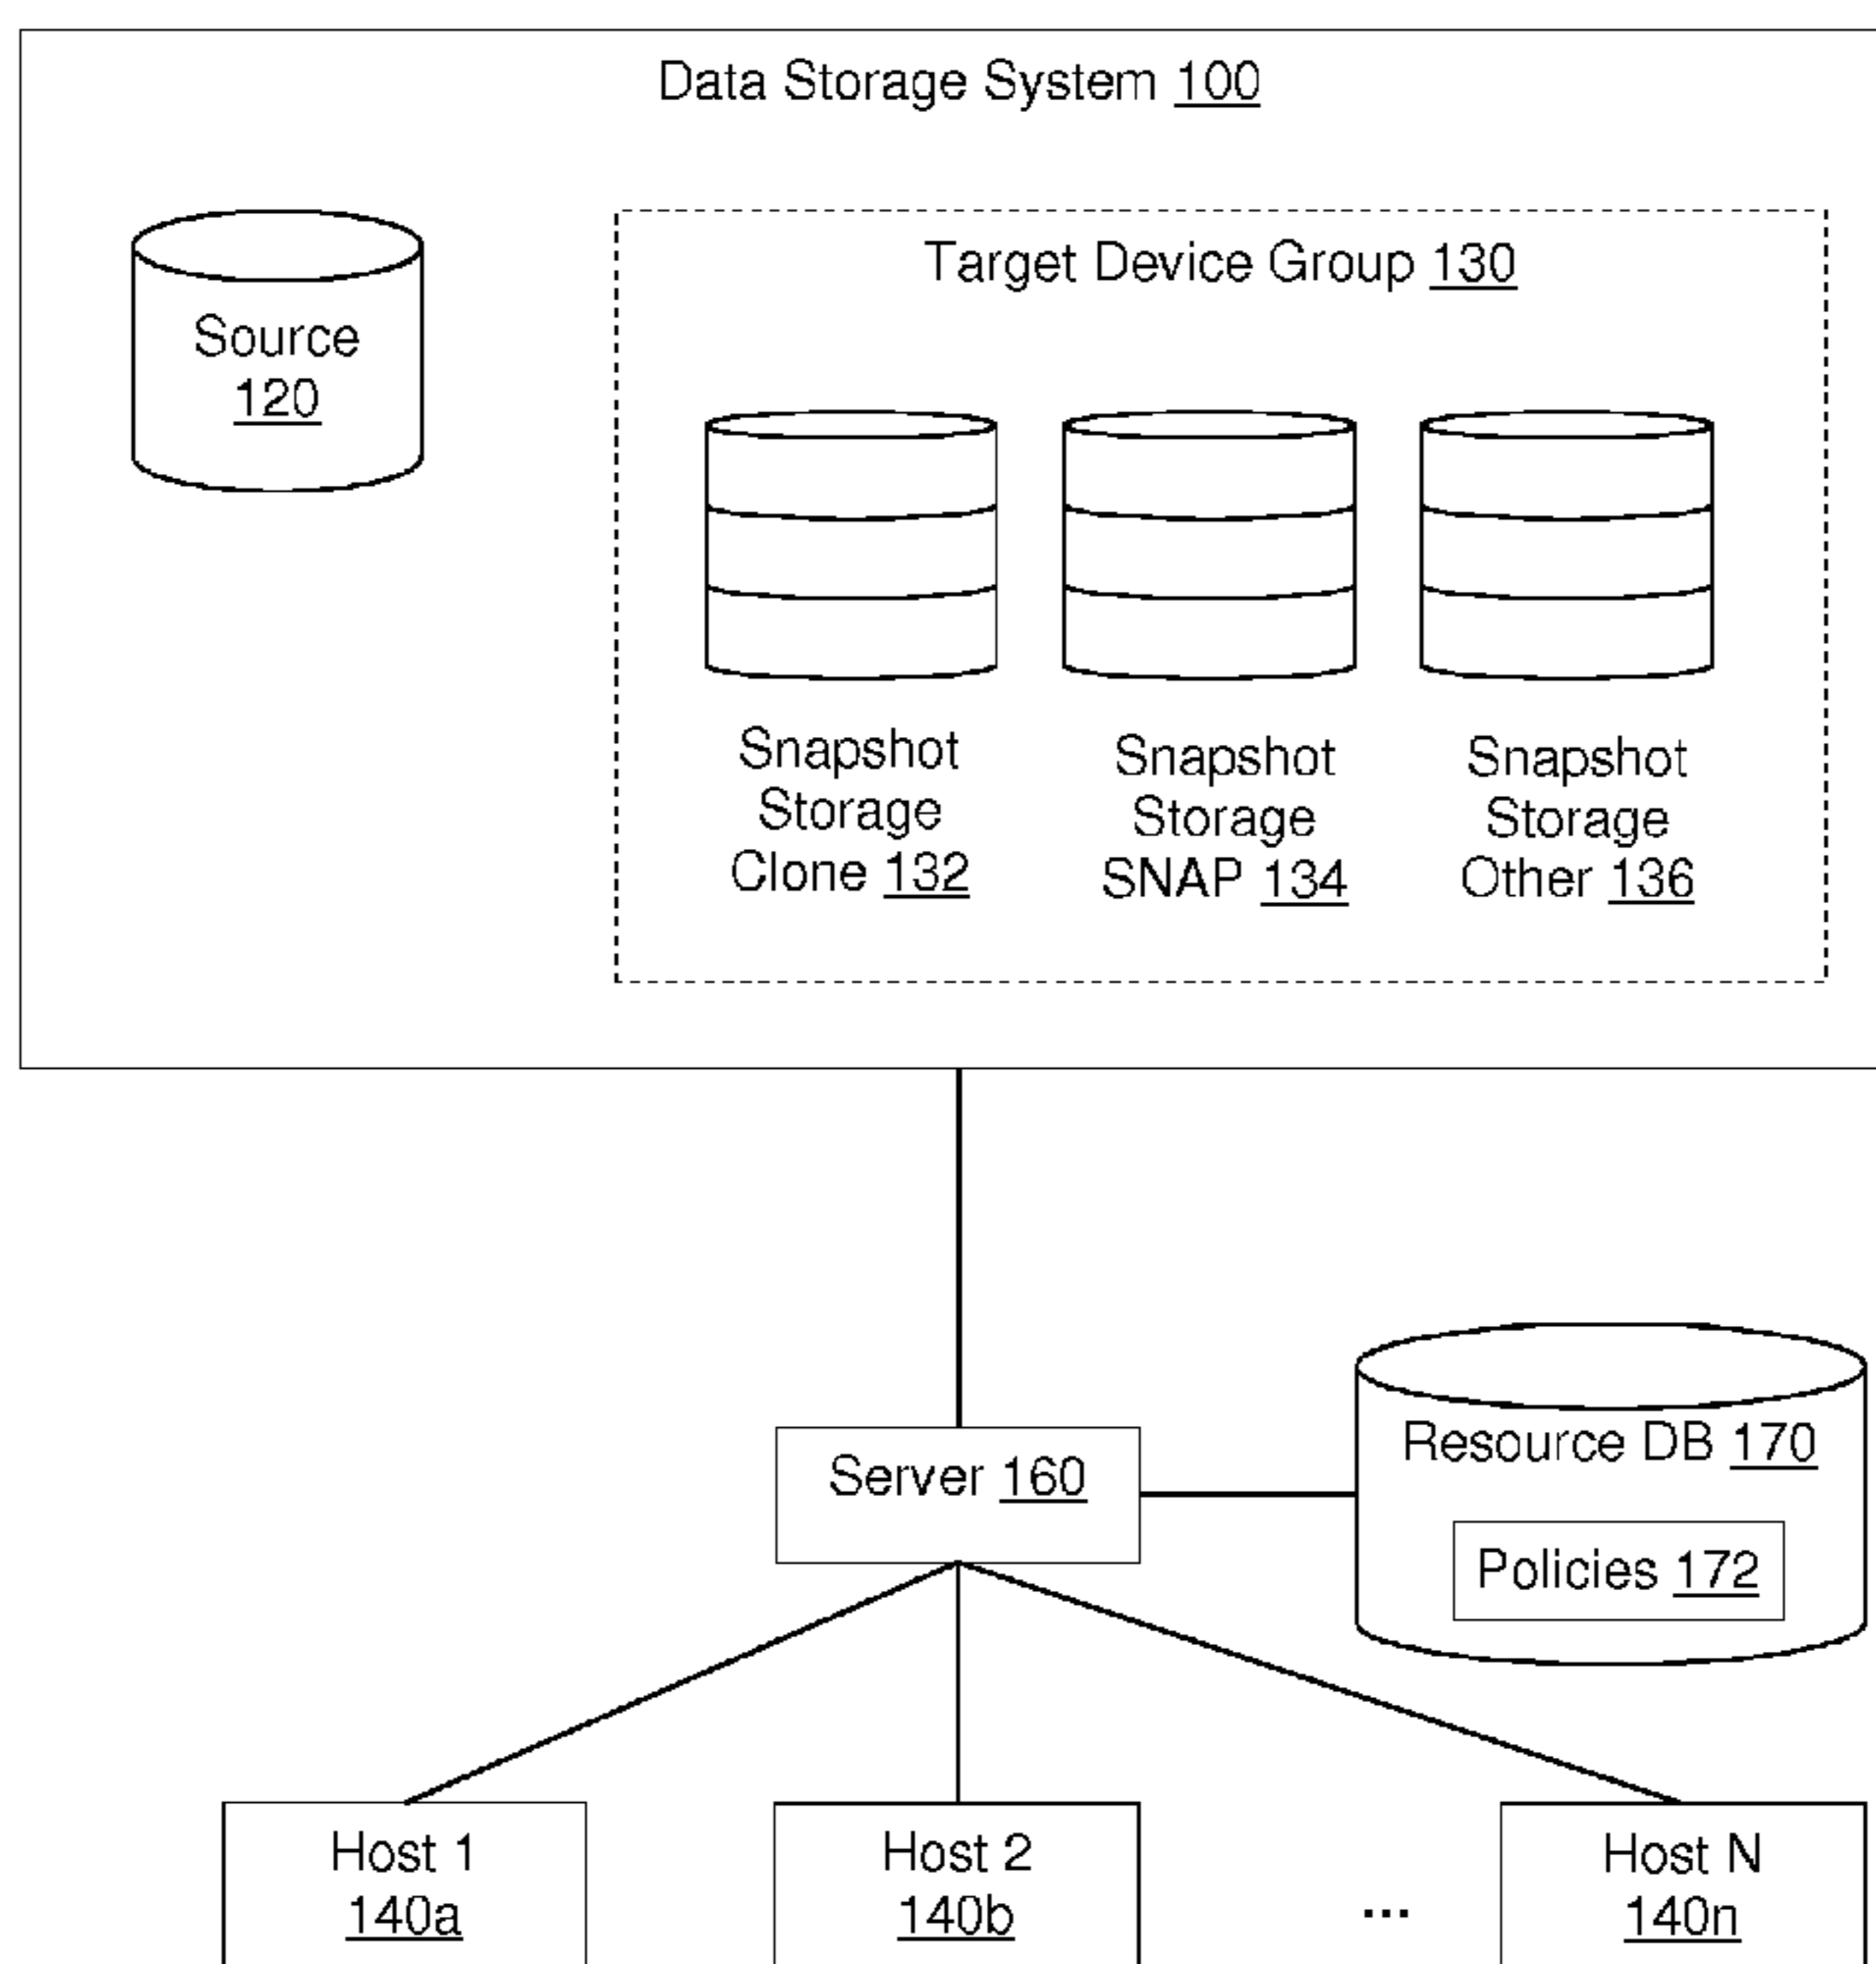 Data Storage System 100
Source
120
Target Device Group 130
Snapshot
Storage
Clone 132
Snapshot
Storage
SNAP 134
Snapshot
Storage
Other 136
Server 160
Resource DB 170
Policies 172
Host 1
140a
Host 2
140b
...
Host N
140n